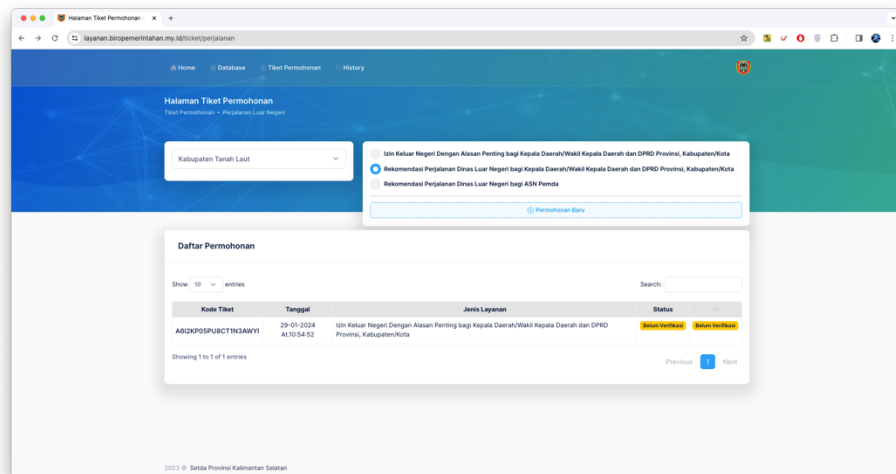 Halaman Tiket Permohonan -
layanan.biropemerintahan.my.id/ticket/perjalanan
Home Database Tiket Permohonan History
Halaman Tiket Permohonan
Tiket Permohonan - Perjalanan Luar Negeri
Kabupaten Tanah Laut
Izin Keluar Negeri Dengan Alasan Penting bagi Kepala Daerah/Wakil Kepala Daerah dan DPRD Provinsi, Kabupaten/Kota
Rekomendasi Perjalanan Dinas Luar Negeri bagi Kepala Daerah/Wakil Kepala Daerah dan DPRD Provinsi, Kabupaten/Kota
Rekomendasi Perjalanan Dinas Luar Negeri bagi ASN Pemda
Permohonan Baru
Daftar Permohonan
Show 10 entries
Search:
Kode Tiket Tanggal Jenis Layanan Status
A6I2KP05PU8CT1N3AWYI
29-01-2024
At.10:54:52
Izin Keluar Negeri Dengan Alasan Penting bagi Kepala Daerah/Wakil Kepala Daerah dan DPRD
Provinsi, Kabupaten/Kota
Belum Verifikasi Belum Verifikasi
Showing 1 to 1 of 1 entries
Previous 1 Next
2023 © Setda Provinsi Kalimantan Selatan